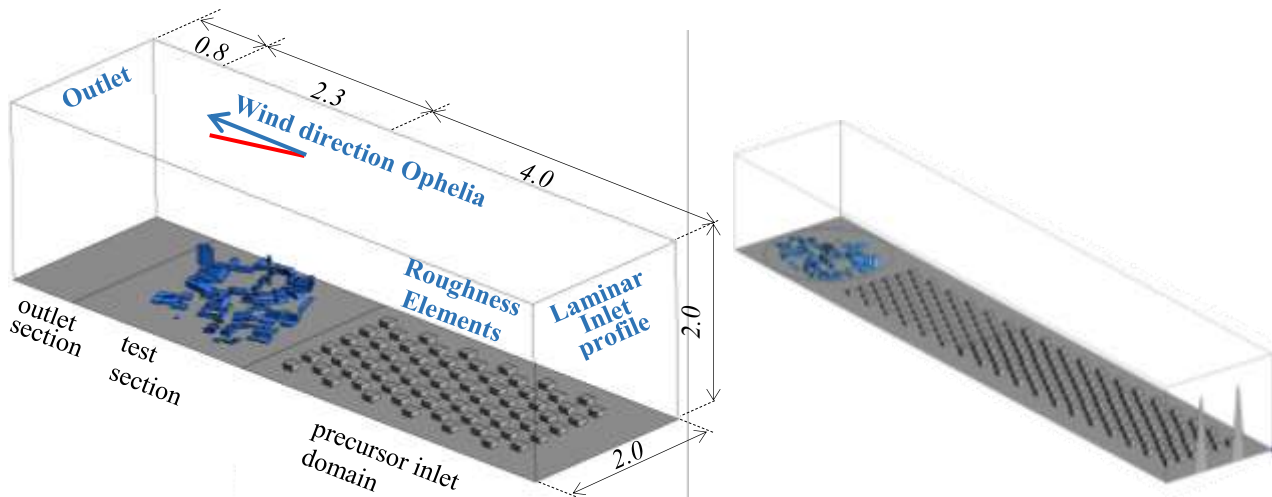 0.8
2.3
4.0
Outlet
Wind direction Ophelia
Roughness
Elements
Laminar
Inlet
profile
2.0
outlet
section
test
section
precursor inlet
domain
2.0